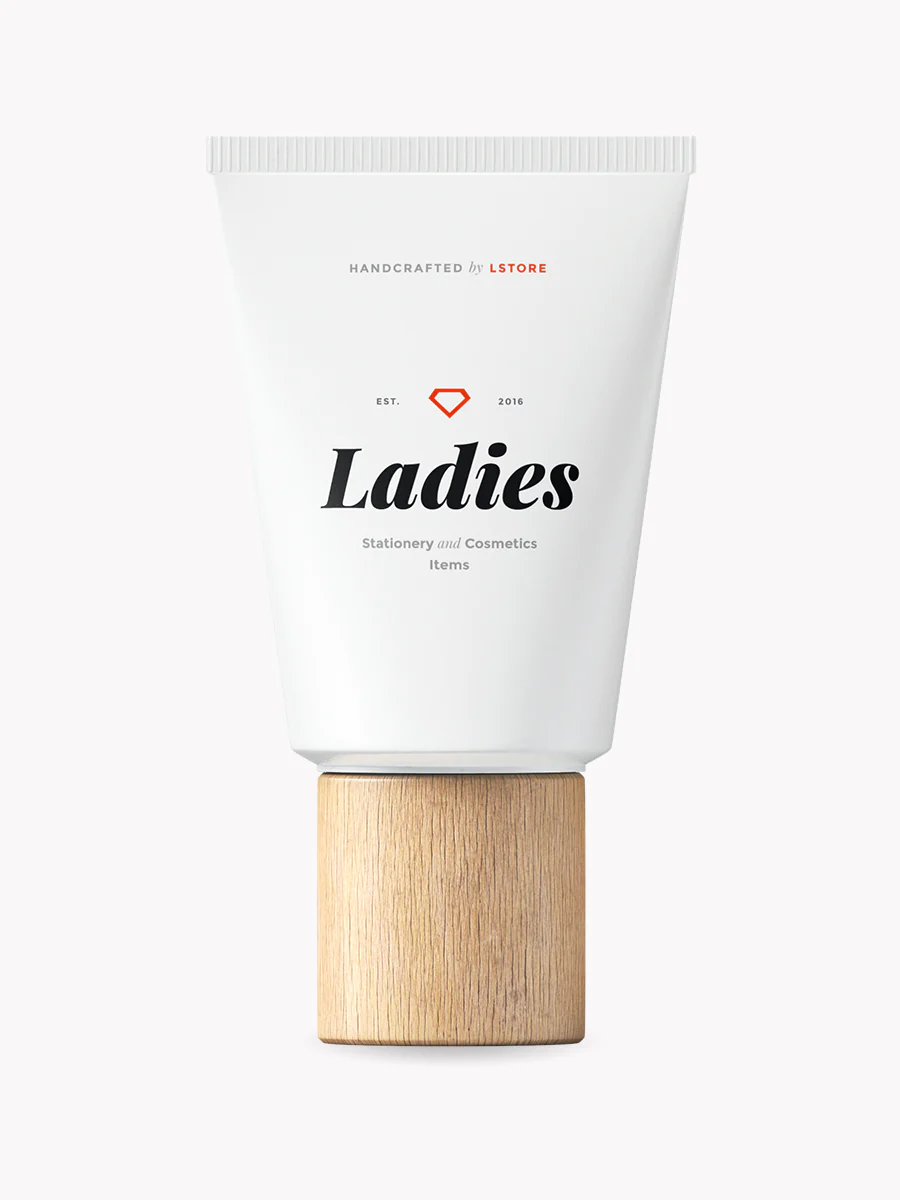 HANDCRAFTED by LSTORE
EST. 2016
Ladies
Stationery and Cosmetics
Items